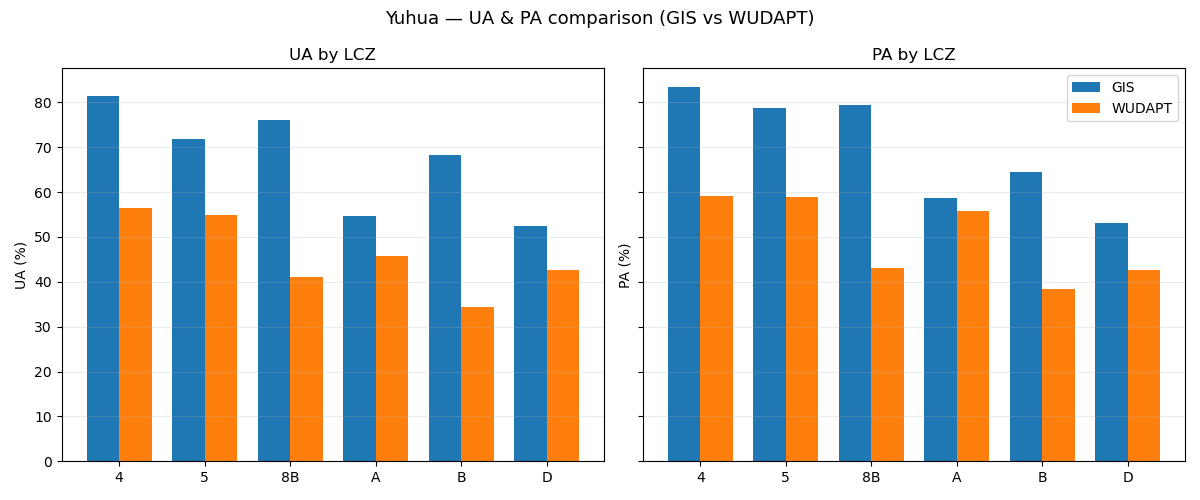 Yuhua — UA & PA comparison (GIS vs WUDAPT)
UA by LCZ
UA (%)
80
70
60
50
40
30
20
10
0
4 5 8B A B D
PA by LCZ
PA (%)
GIS
WUDAPT
4 5 8B A B D